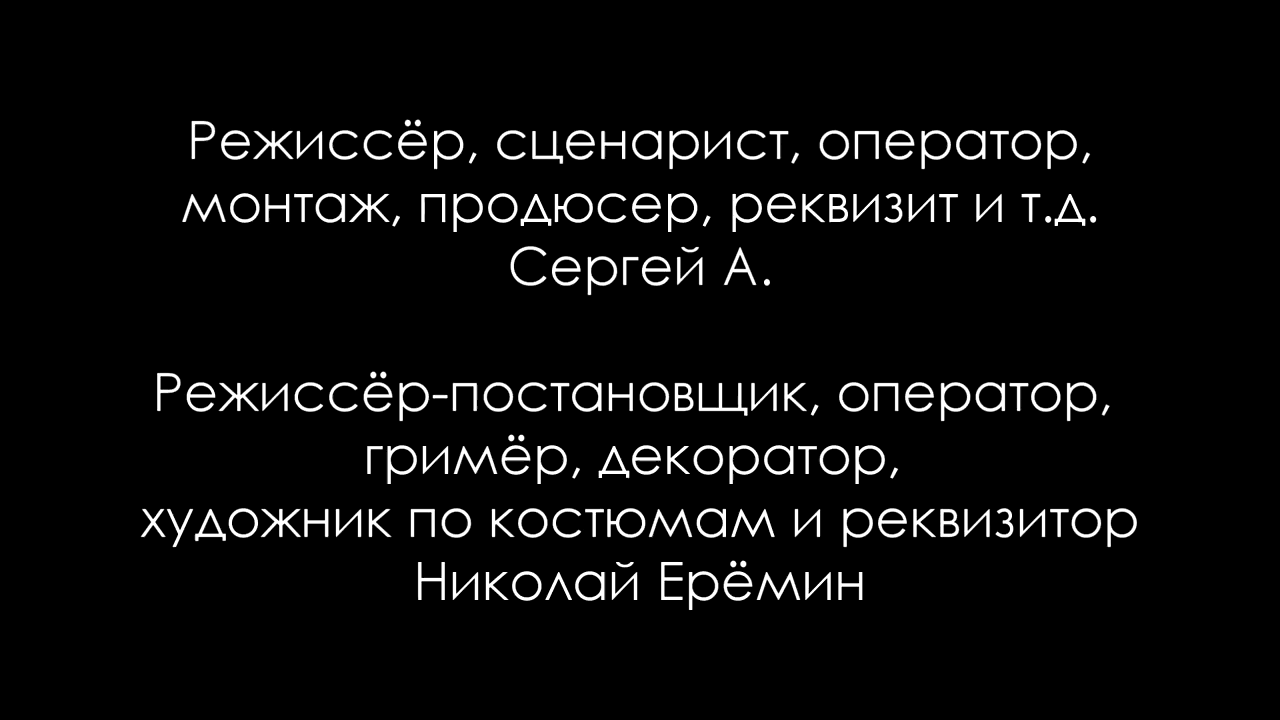 Режиссёр, сценарист, оператор,
монтаж, продюсер, реквизит и т.д.
Сергей А.
Режиссёр-постановщик, оператор,
гримёр, декоратор,
художник по костюмам и реквизитор
Николай Ерёмин